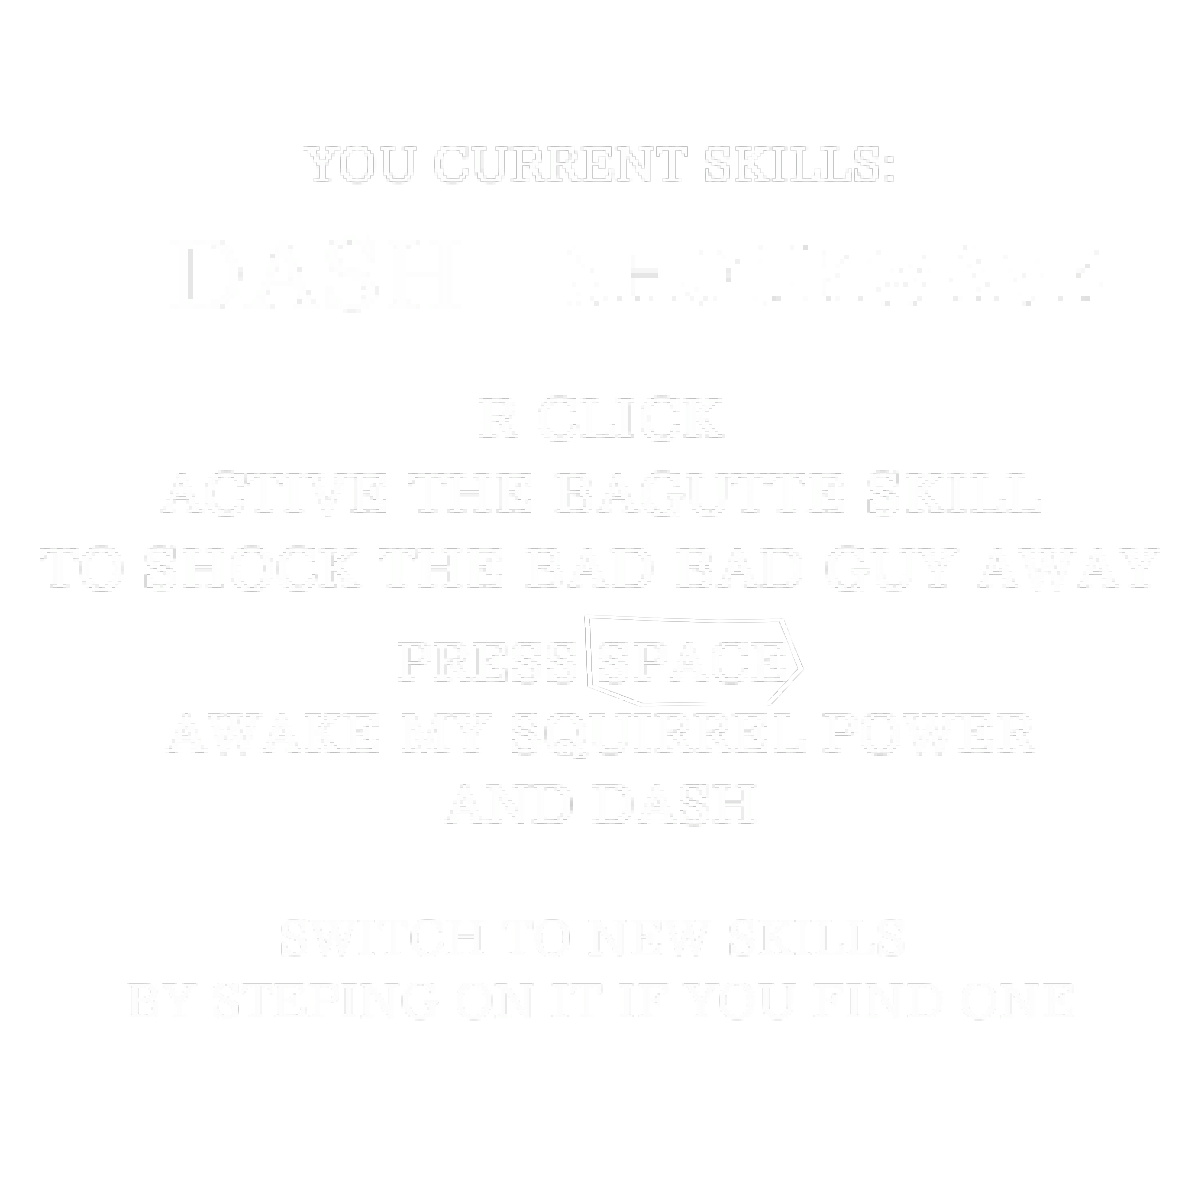 YOU CURRENT SKILLS:
DASH SHOCKWAVE
R CLICK
ACTIVE THE BAGUTTE SKILL
TO SHOCK THE BAD BAD GUY AWAY
PRESS SPACE
AWAKE MY SQUIRREL POWER
AND DASH
SWITCH TO NEW SKILLS
BY STEPING ON IT IF YOU FIND ONE